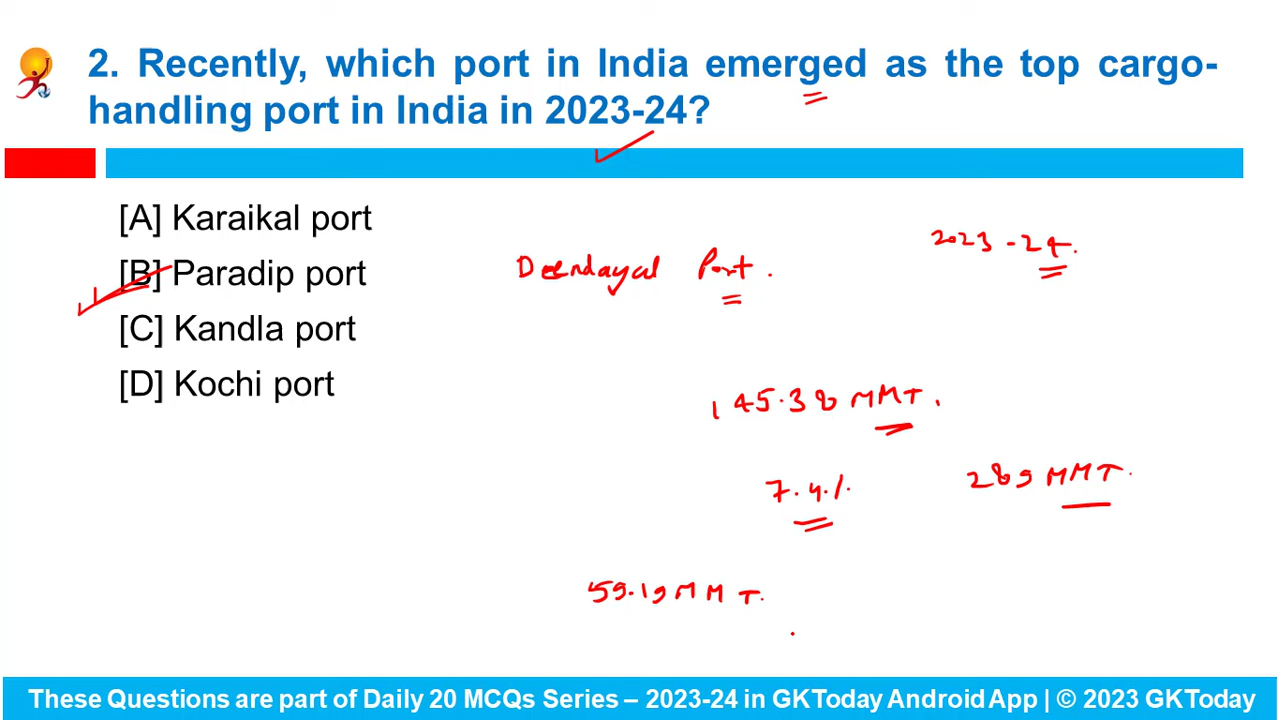 2. Recently, which port in India emerged as the top cargo-
handling port in India in 2023-24?
[A] Karaikal port
[B] Paradip port
[C] Kandla port
[D] Kochi port
Deendayal Port.
2023-24.
145.38 MMT.
7.4%
289 MMT.
59.19 MMT.
These Questions are part of Daily 20 MCQs Series – 2023-24 in GKToday Android App | © 2023 GKToday